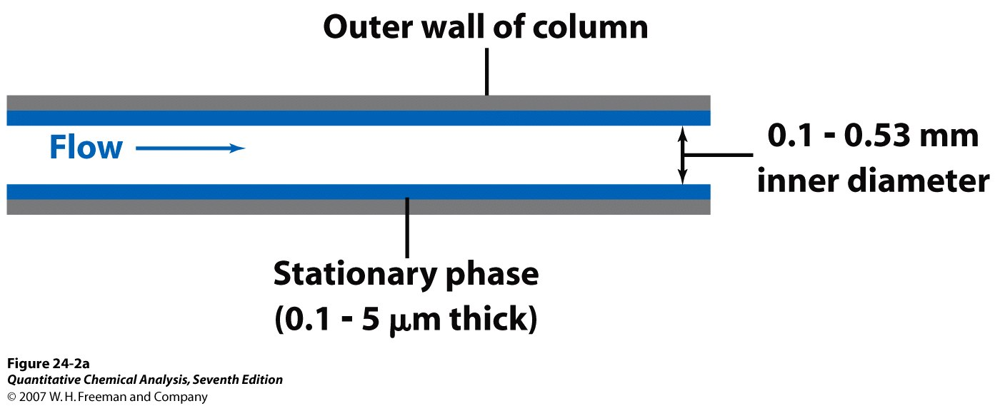 Outer wall of column
Flow
0.1 - 0.53 mm
inner diameter
Stationary phase
(0.1 - 5 μm thick)
Figure 24-2a
Quantitative Chemical Analysis, Seventh Edition
© 2007 W. H. Freeman and Company